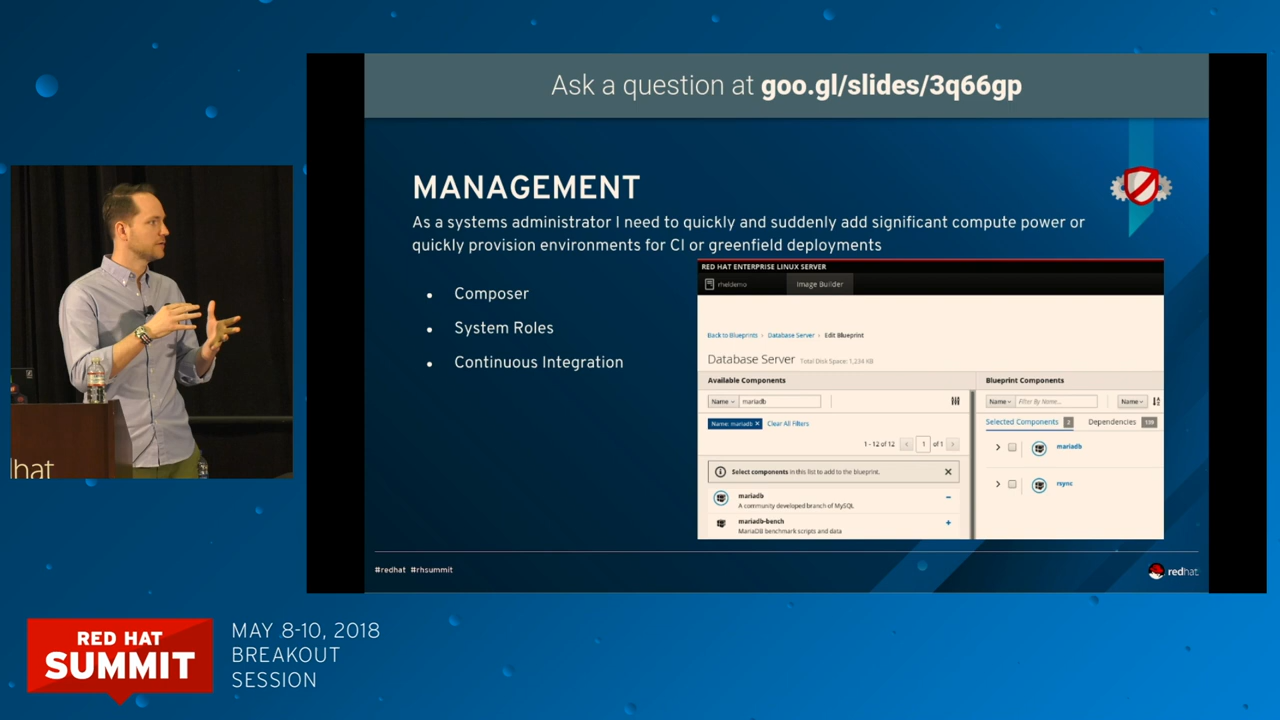 Ask a question at goo.gl/slides/3q66gp
MANAGEMENT
As a systems administrator I need to quickly and suddenly add significant compute power or
quickly provision environments for CI or greenfield deployments
Composer
System Roles
Continuous Integration
RED HAT ENTERPRISE LINUX SERVER
rheldemo
Image Builder
Back to Blueprints › Database Server › Edit Blueprint
Database Server Total Disk Space: 1,234 KB
Available Components
Blueprint Components
Name mariadb
Name Filter By Name... Name
Name: mariadb × Clear All Filters
Selected Components 2 Dependencies 139
1 - 12 of 12 < 1 of 1 >
mariadb
Select components in this list to add to the blueprint.
rsync
mariadb
A community developed branch of MySQL
mariadb-bench
MariaDB benchmark scripts and data
#redhat #rhsummit
redhat
hat
RED HAT
SUMMIT
MAY 8-10, 2018
BREAKOUT
SESSION